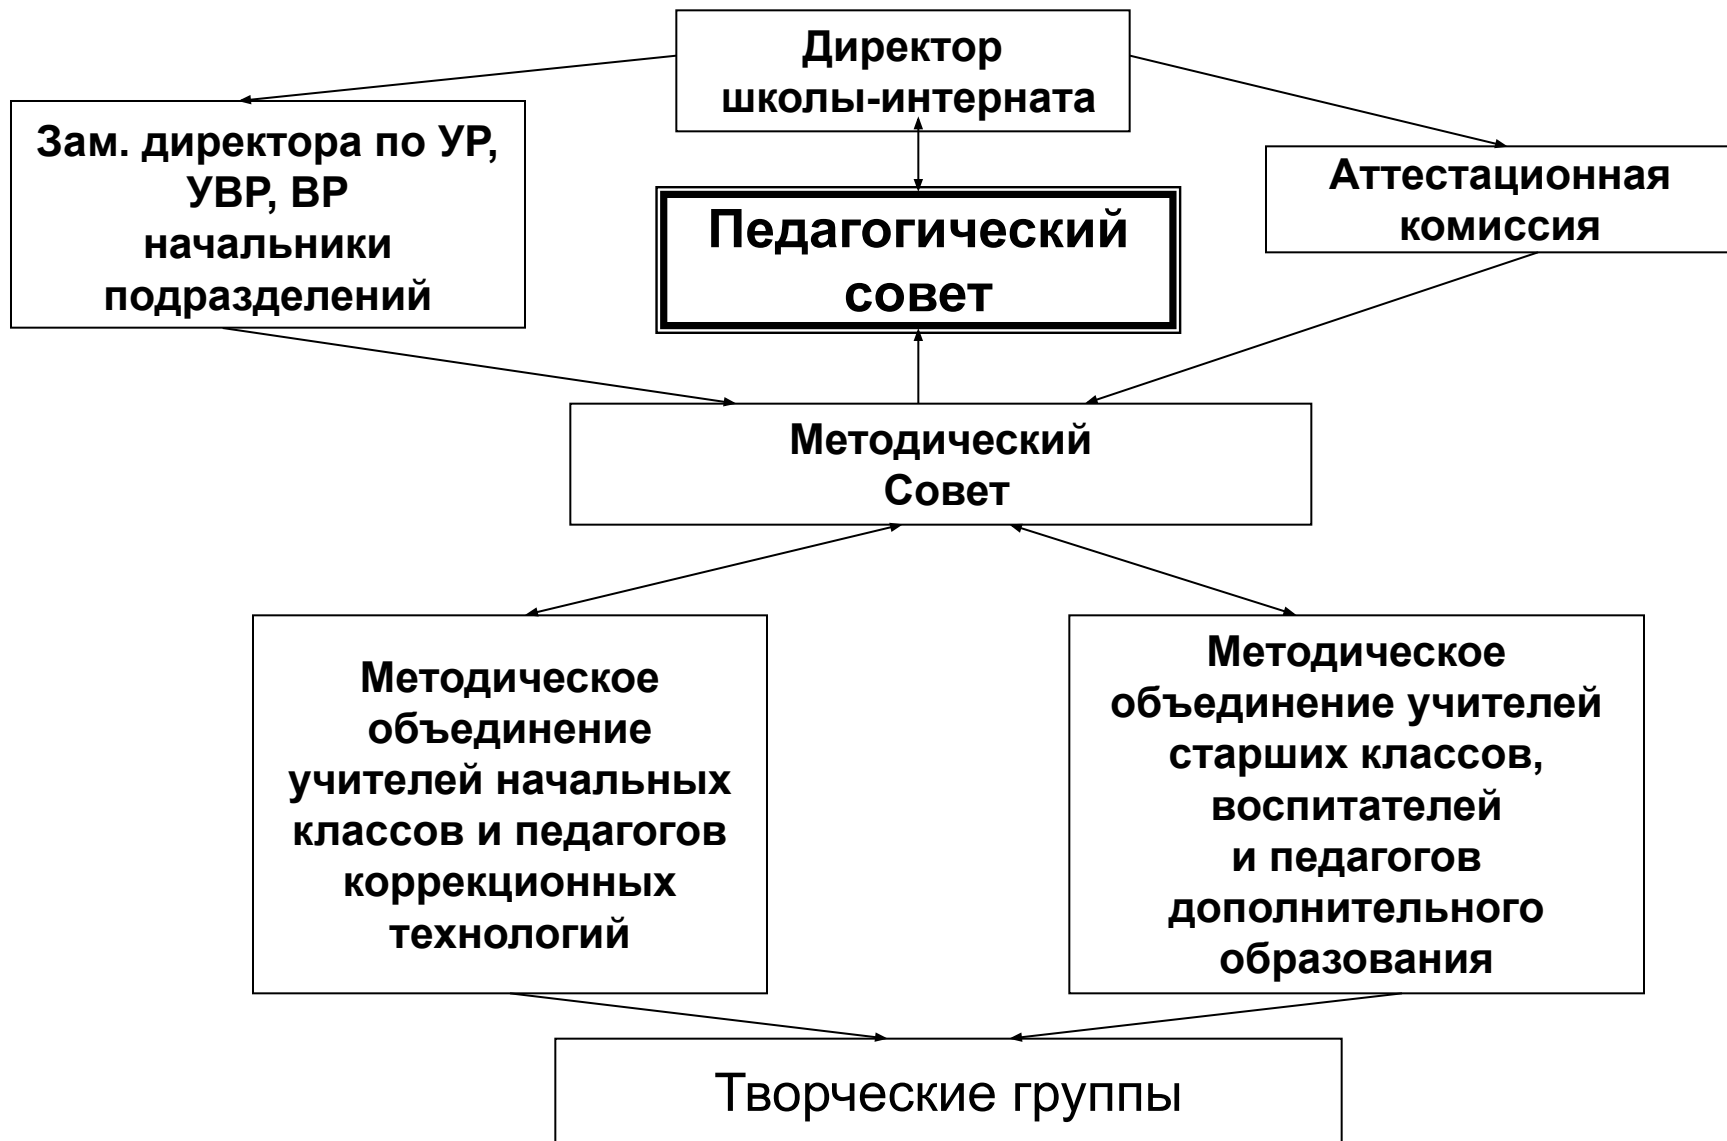 Директор
школы-интерната
Зам. директора по УР,
УВР, ВР
начальники
подразделений
Педагогический
совет
Аттестационная
комиссия
Методический
Совет
Методическое
объединение
учителей начальных
классов и педагогов
коррекционных
технологий
Методическое
объединение учителей
старших классов,
воспитателей
и педагогов
дополнительного
образования
Творческие группы